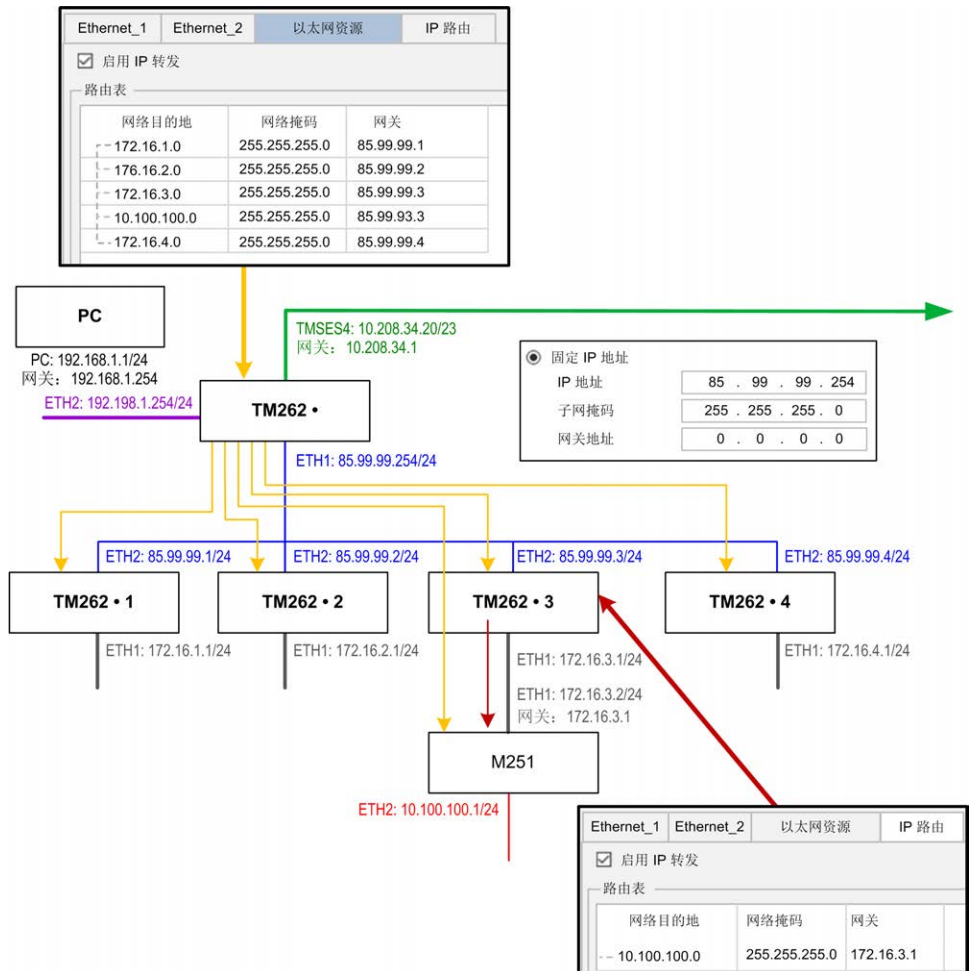 Ethernet_1 Ethernet_2 以太网资源 IP 路由
启用 IP 转发
路由表
网络目的地 网络掩码 网关
172.16.1.0 255.255.255.0 85.99.99.1
176.16.2.0 255.255.255.0 85.99.99.2
172.16.3.0 255.255.255.0 85.99.99.3
10.100.100.0 255.255.255.0 85.99.93.3
172.16.4.0 255.255.255.0 85.99.99.4
PC
PC: 192.168.1.1/24
网关: 192.168.1.254
ETH2: 192.198.1.254/24
TMSES4: 10.208.34.20/23
网关: 10.208.34.1
TM262 •
ETH1: 85.99.99.254/24
固定 IP 地址
IP 地址 85 . 99 . 99 . 254
子网掩码 255 . 255 . 255 . 0
网关地址 0 . 0 . 0 . 0
ETH2: 85.99.99.1/24 ETH2: 85.99.99.2/24 ETH2: 85.99.99.3/24 ETH2: 85.99.99.4/24
TM262 • 1 TM262 • 2 TM262 • 3 TM262 • 4
ETH1: 172.16.1.1/24 ETH1: 172.16.2.1/24 ETH1: 172.16.3.1/24 ETH1: 172.16.4.1/24
ETH1: 172.16.3.2/24
网关: 172.16.3.1
M251
ETH2: 10.100.100.1/24
Ethernet_1 Ethernet_2 以太网资源 IP 路由
启用 IP 转发
路由表
网络目的地 网络掩码 网关
10.100.100.0 255.255.255.0 172.16.3.1